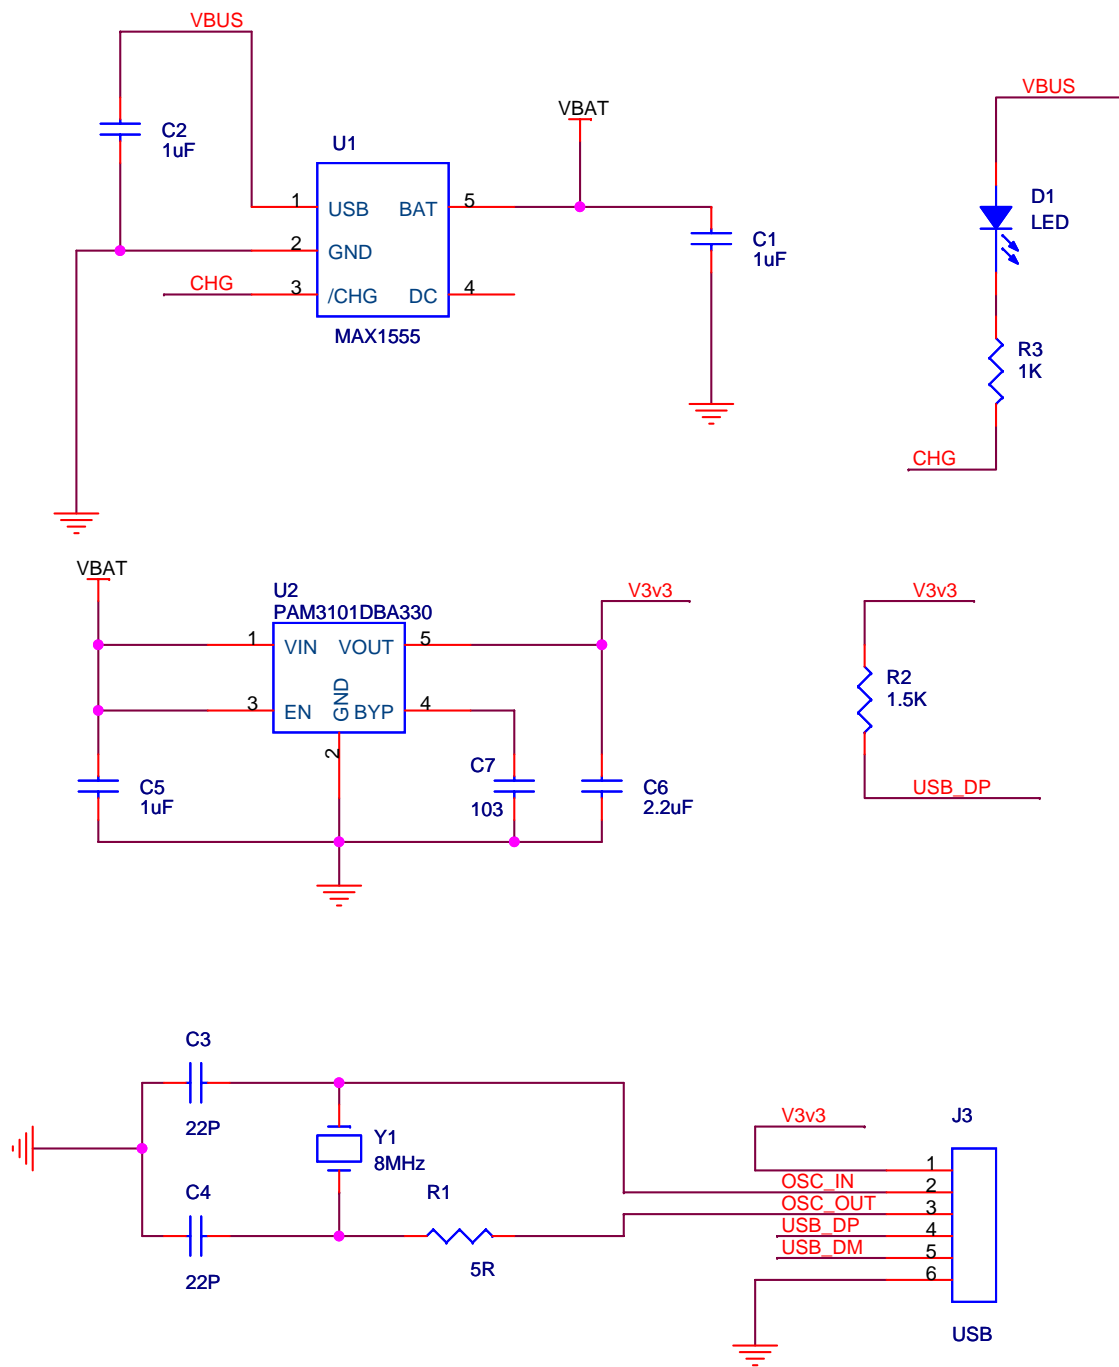 VBUS
C2
1uF
U1
1
USB
BAT
5
2
GND
CHG
3
/CHG
DC
4
MAX1555
VBAT
C1
1uF
VBUS
D1
LED
R3
1K
CHG
VBAT
U2
PAM3101DBA330
1
VIN
VOUT
5
3
EN
GND
BYP
4
2
C5
1uF
C7
103
V3v3
C6
2.2uF
V3v3
R2
1.5K
USB_DP
C3
22P
Y1
8MHz
C4
22P
R1
5R
V3v3
J3
1
OSC_IN
2
OSC_OUT
3
USB_DP
4
USB_DM
5
6
USB